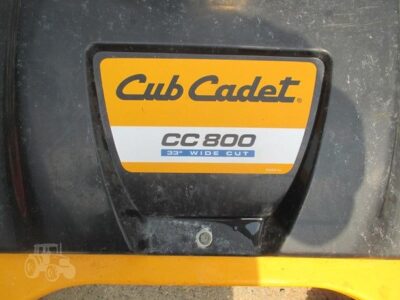 Cub Cadet®
CC 800
33" WIDE CUT